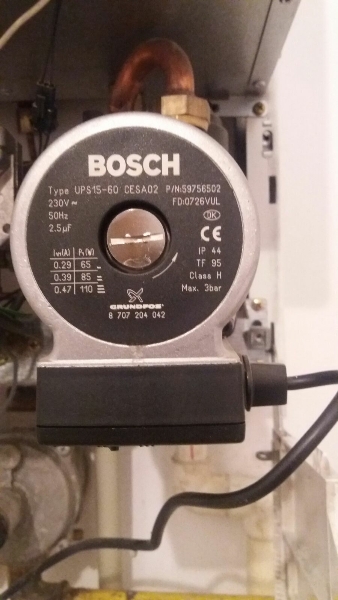 BOSCH
Type UPS15-60 CESA02 P/N:59756502
230V~ FD:0726VUL
50Hz OK
2.5µF CE
I1/1(A) P1(W) IP 44
0.29 65 TF 95
0.39 85 Class H
0.47 110 Max. 3bar
GRUNDFOS
8 707 204 042